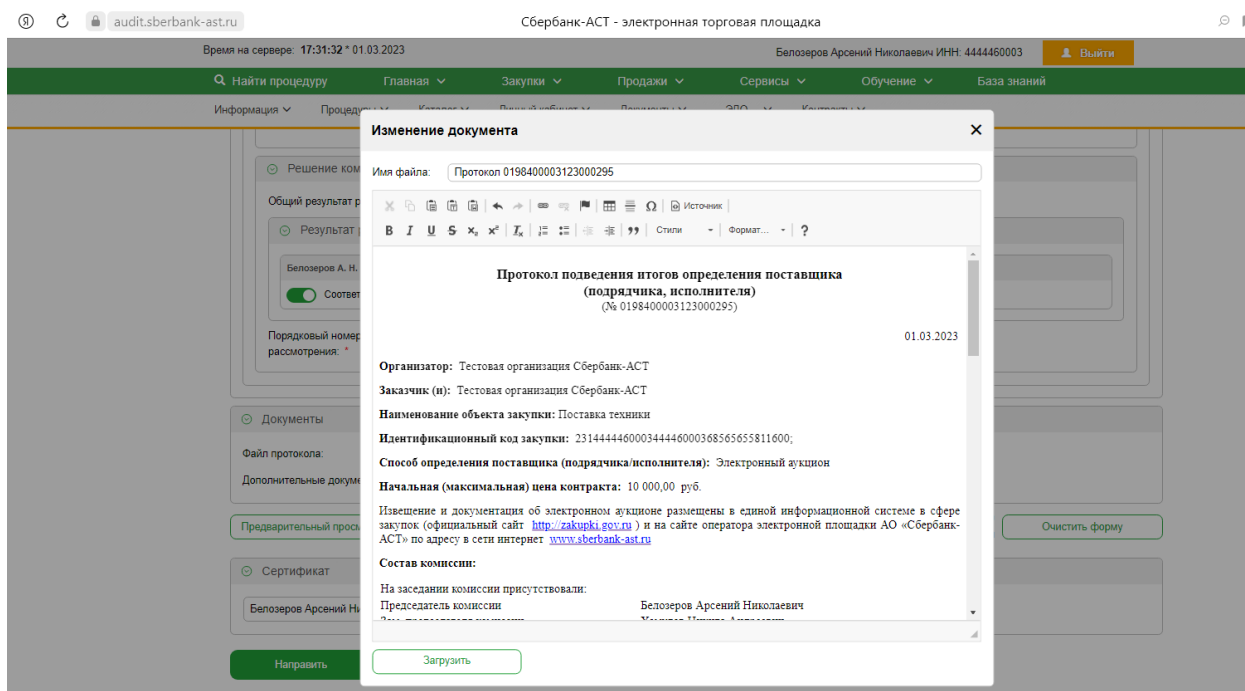 audit.sberbank-ast.ru
Сбербанк-АСТ - электронная торговая площадка
Время на сервере: 17:31:32 * 01.03.2023
Белозеров Арсений Николаевич ИНН: 4444460003
Выйти
Найти процедуру Главная Закупки Продажи Сервисы Обучение База знаний
Информация
Изменение документа
Имя файла: Протокол 0198400003123000295
Источник
B I U S x₂ x² Iₓ Стили Формат... ?
Решение ком
Общий результат р
Результат
Белозеров А. Н.
Соответ
Порядковый номер
рассмотрения: *
Протокол подведения итогов определения поставщика
(подрядчика, исполнителя)
(№ 0198400003123000295)
01.03.2023
Организатор: Тестовая организация Сбербанк-АСТ
Заказчик (и): Тестовая организация Сбербанк-АСТ
Наименование объекта закупки: Поставка техники
Идентификационный код закупки: 231444446000344446000368565655811600;
Способ определения поставщика (подрядчика/исполнителя): Электронный аукцион
Начальная (максимальная) цена контракта: 10 000,00 руб.
Извещение и документация об электронном аукционе размещены в единой информационной системе в сфере
закупок (официальный сайт http://zakupki.gov.ru ) и на сайте оператора электронной площадки АО «Сбербанк-
АСТ» по адресу в сети интернет www.sberbank-ast.ru
Состав комиссии:
На заседании комиссии присутствовали:
Председатель комиссии Белозеров Арсений Николаевич
Документы
Файл протокола:
Дополнительные докуме
Предварительный просм
Очистить форму
Сертификат
Белозеров Арсений Ни
Направить
Загрузить